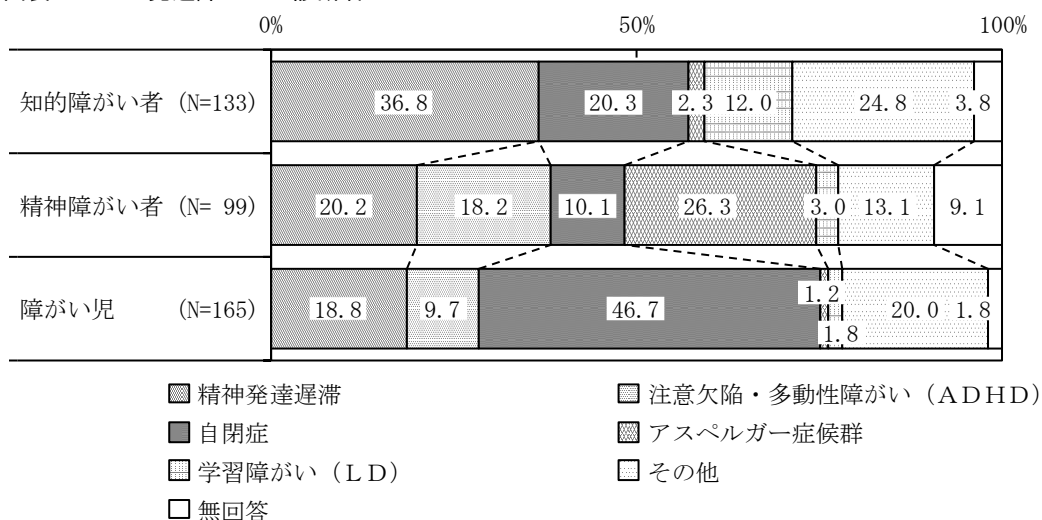 0%
50%
100%
知的障がい者 (N=133)
36.8
20.3
2.3
12.0
24.8
3.8
精神障がい者 (N= 99)
20.2
18.2
10.1
26.3
3.0
13.1
9.1
障がい児 (N=165)
18.8
9.7
46.7
1.2
1.8
20.0
1.8
精神発達遅滞
注意欠陥・多動性障がい（ＡＤＨＤ）
自閉症
アスペルガー症候群
学習障がい（ＬＤ）
その他
無回答